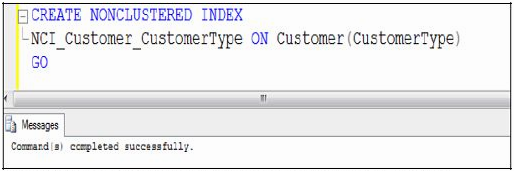 CREATE NONCLUSTERED INDEX
NCI_Customer_CustomerType ON Customer(CustomerType)
GO
Messages
Command(s) completed successfully.